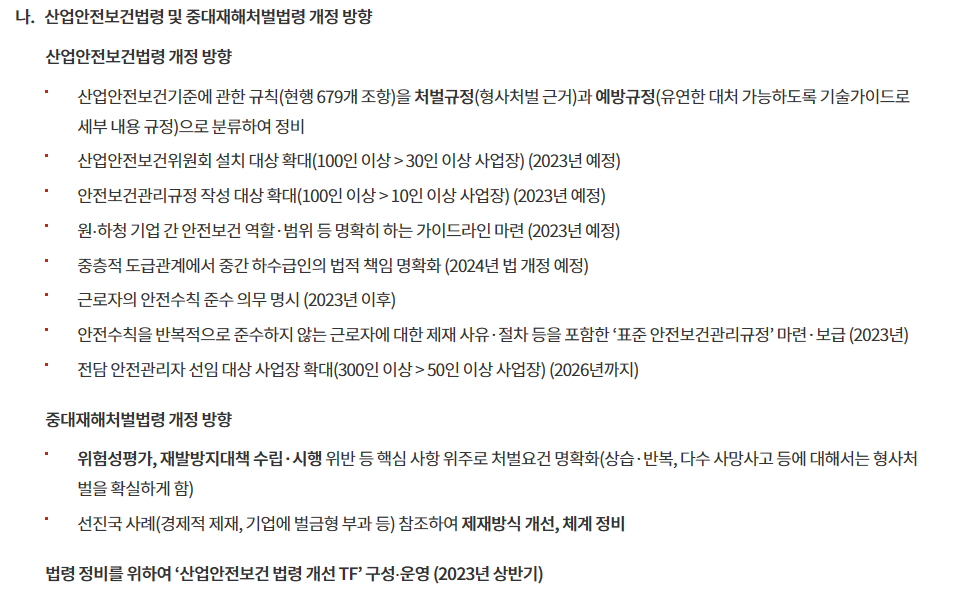 나. 산업안전보건법령 및 중대재해처벌법령 개정 방향
산업안전보건법령 개정 방향
산업안전보건기준에 관한 규칙(현행 679개 조항)을 처벌규정(형사처벌 근거)과 예방규정(유연한 대처 가능하도록 기술가이드로
세부 내용 규정)으로 분류하여 정비
산업안전보건위원회 설치 대상 확대(100인 이상 > 30인 이상 사업장) (2023년 예정)
안전보건관리규정 작성 대상 확대(100인 이상 > 10인 이상 사업장) (2023년 예정)
원·하청 기업 간 안전보건 역할·범위 등 명확히 하는 가이드라인 마련 (2023년 예정)
중층적 도급관계에서 중간 하수급인의 법적 책임 명확화 (2024년 법 개정 예정)
근로자의 안전수칙 준수 의무 명시 (2023년 이후)
안전수칙을 반복적으로 준수하지 않는 근로자에 대한 제재 사유·절차 등을 포함한 ‘표준 안전보건관리규정’ 마련·보급 (2023년)
전담 안전관리자 선임 대상 사업장 확대(300인 이상 > 50인 이상 사업장) (2026년까지)
중대재해처벌법령 개정 방향
위험성평가, 재발방지대책 수립·시행 위반 등 핵심 사항 위주로 처벌요건 명확화(상습·반복, 다수 사망사고 등에 대해서는 형사처
벌을 확실하게 함)
선진국 사례(경제적 제재, 기업에 벌금형 부과 등) 참조하여 제재방식 개선, 체계 정비
법령 정비를 위하여 ‘산업안전보건 법령 개선 TF’ 구성·운영 (2023년 상반기)